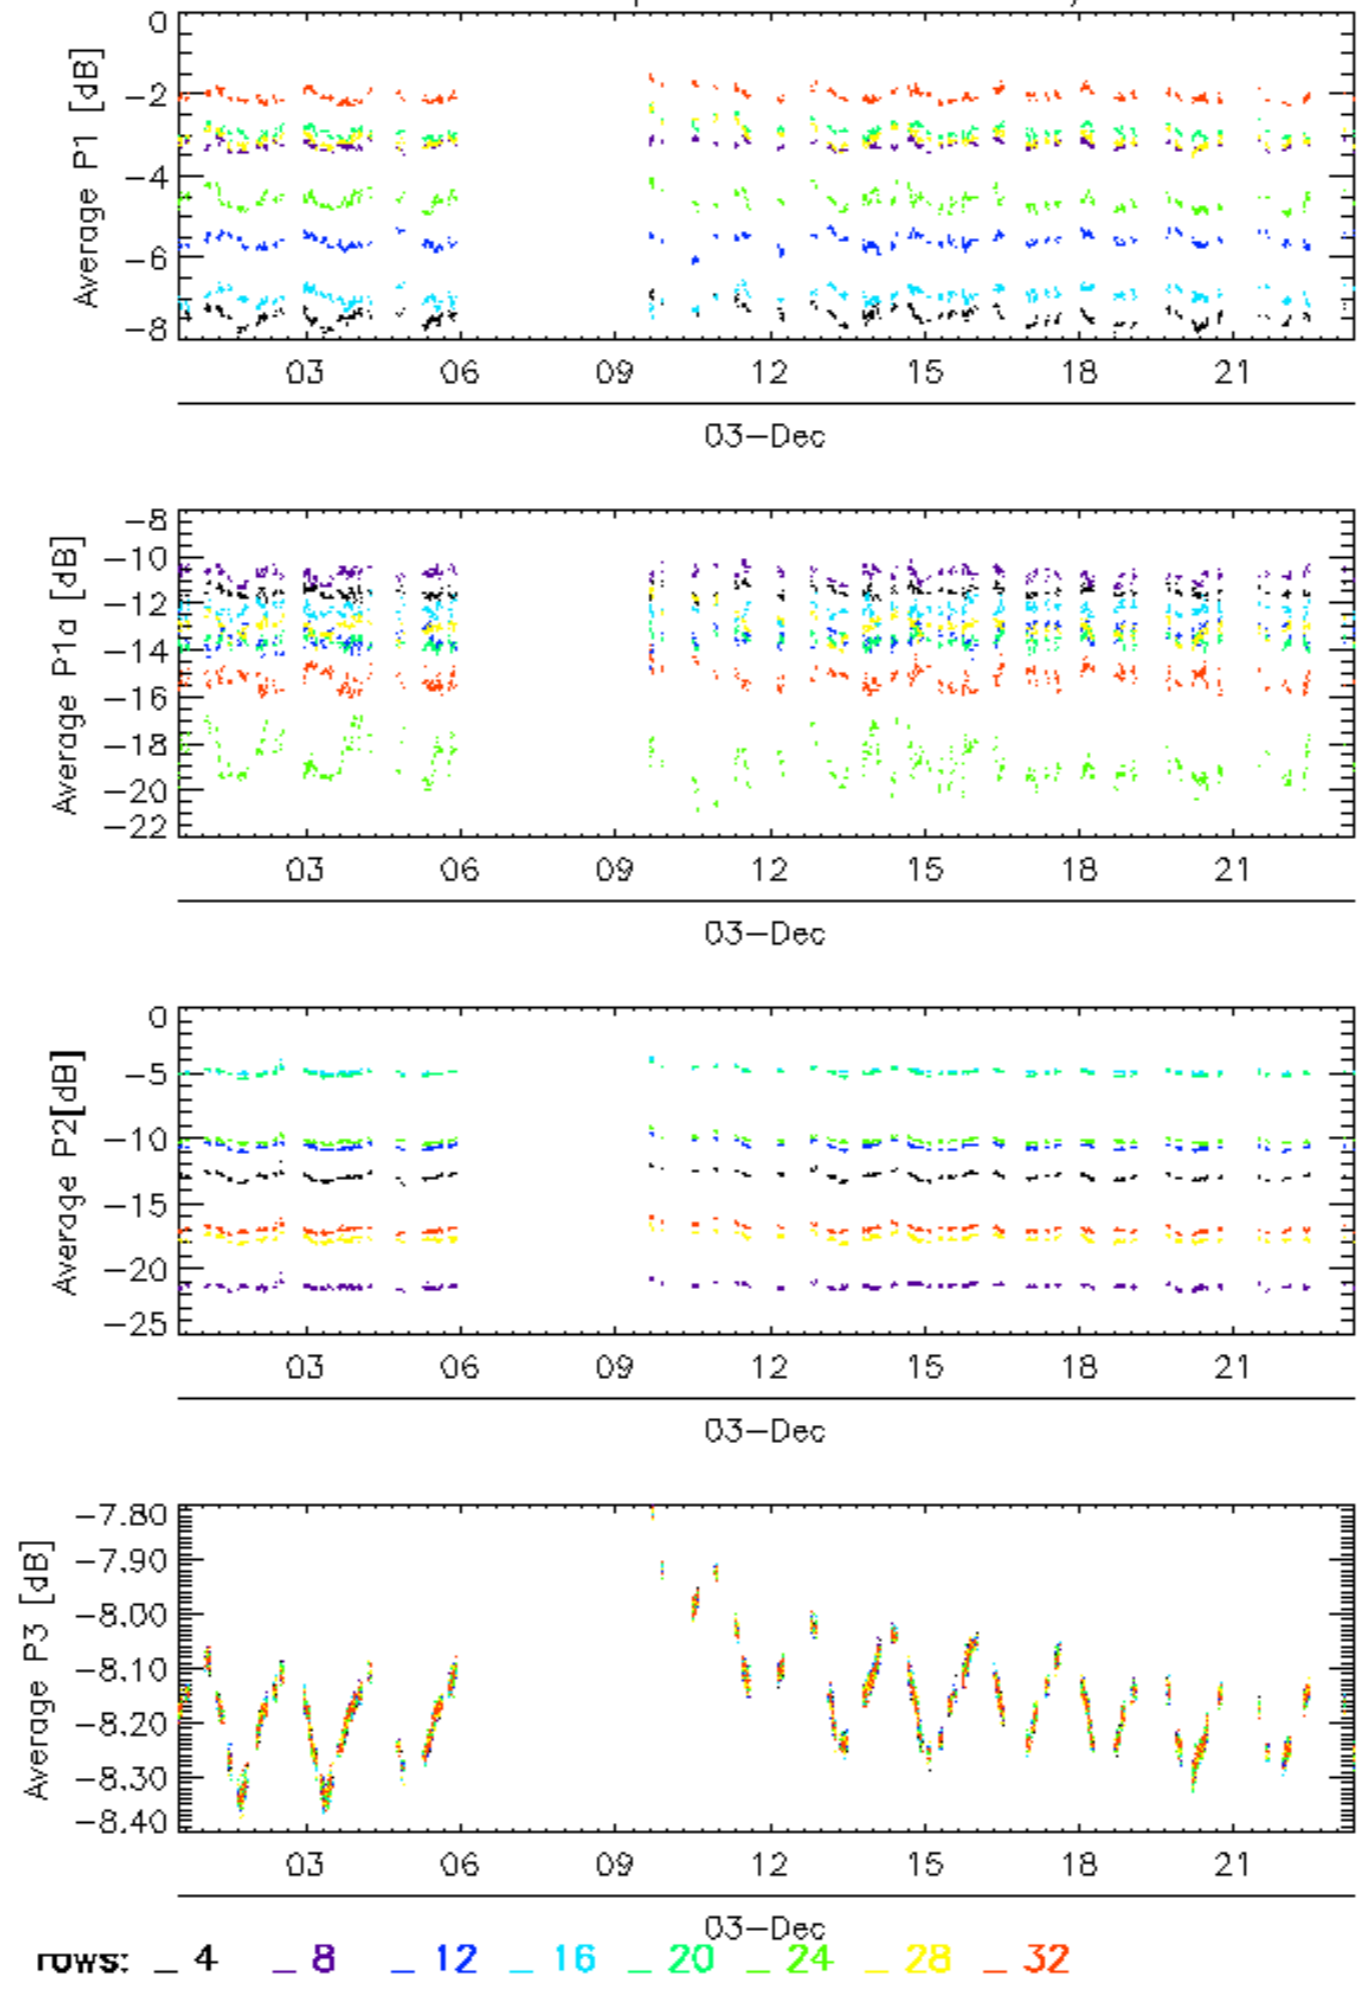 Average P1 [dB]
0
−2
−4
−6
−8
03 06 09 12 15 18 21
03−Dec
Average P1a [dB]
−8
−10
−12
−14
−16
−18
−20
−22
03 06 09 12 15 18 21
03−Dec
Average P2[dB]
0
−5
−10
−15
−20
−25
03 06 09 12 15 18 21
03−Dec
Average P3 [dB]
−7.80
−7.90
−8.00
−8.10
−8.20
−8.30
−8.40
03 06 09 12 15 18 21
03−Dec
rows: _ 4 _ 8 _ 12 _ 16 _ 20 _ 24 _ 28 _ 32